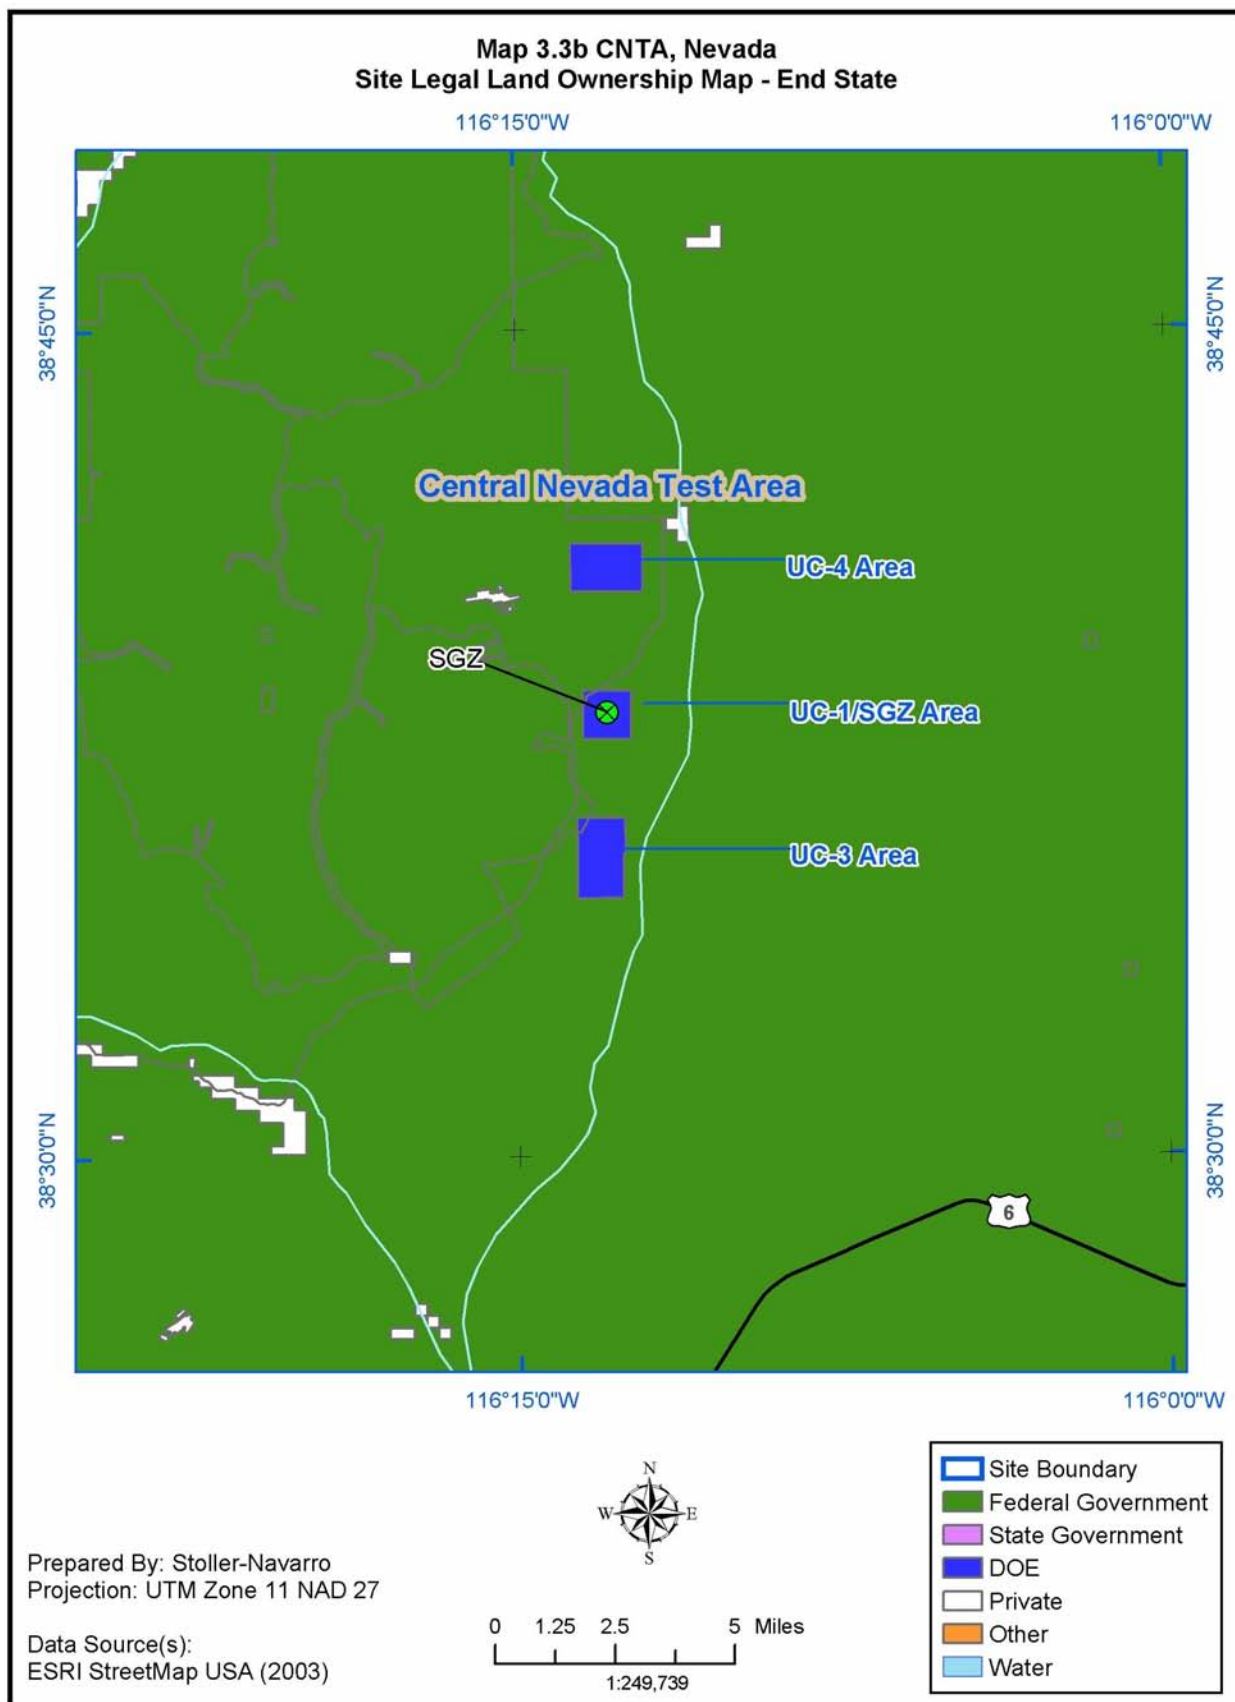 Map 3.3b CNTA, Nevada
Site Legal Land Ownership Map - End State
116°15'0"W
116°0'0"W
38°45'0"N
38°45'0"N
Central Nevada Test Area
UC-4 Area
SGZ
UC-1/SGZ Area
UC-3 Area
38°30'0"N
38°30'0"N
6
116°15'0"W
116°0'0"W
N
W
E
S
Prepared By: Stoller-Navarro
Projection: UTM Zone 11 NAD 27
Data Source(s):
ESRI StreetMap USA (2003)
0 1.25 2.5 5 Miles
1:249,739
Site Boundary
Federal Government
State Government
DOE
Private
Other
Water